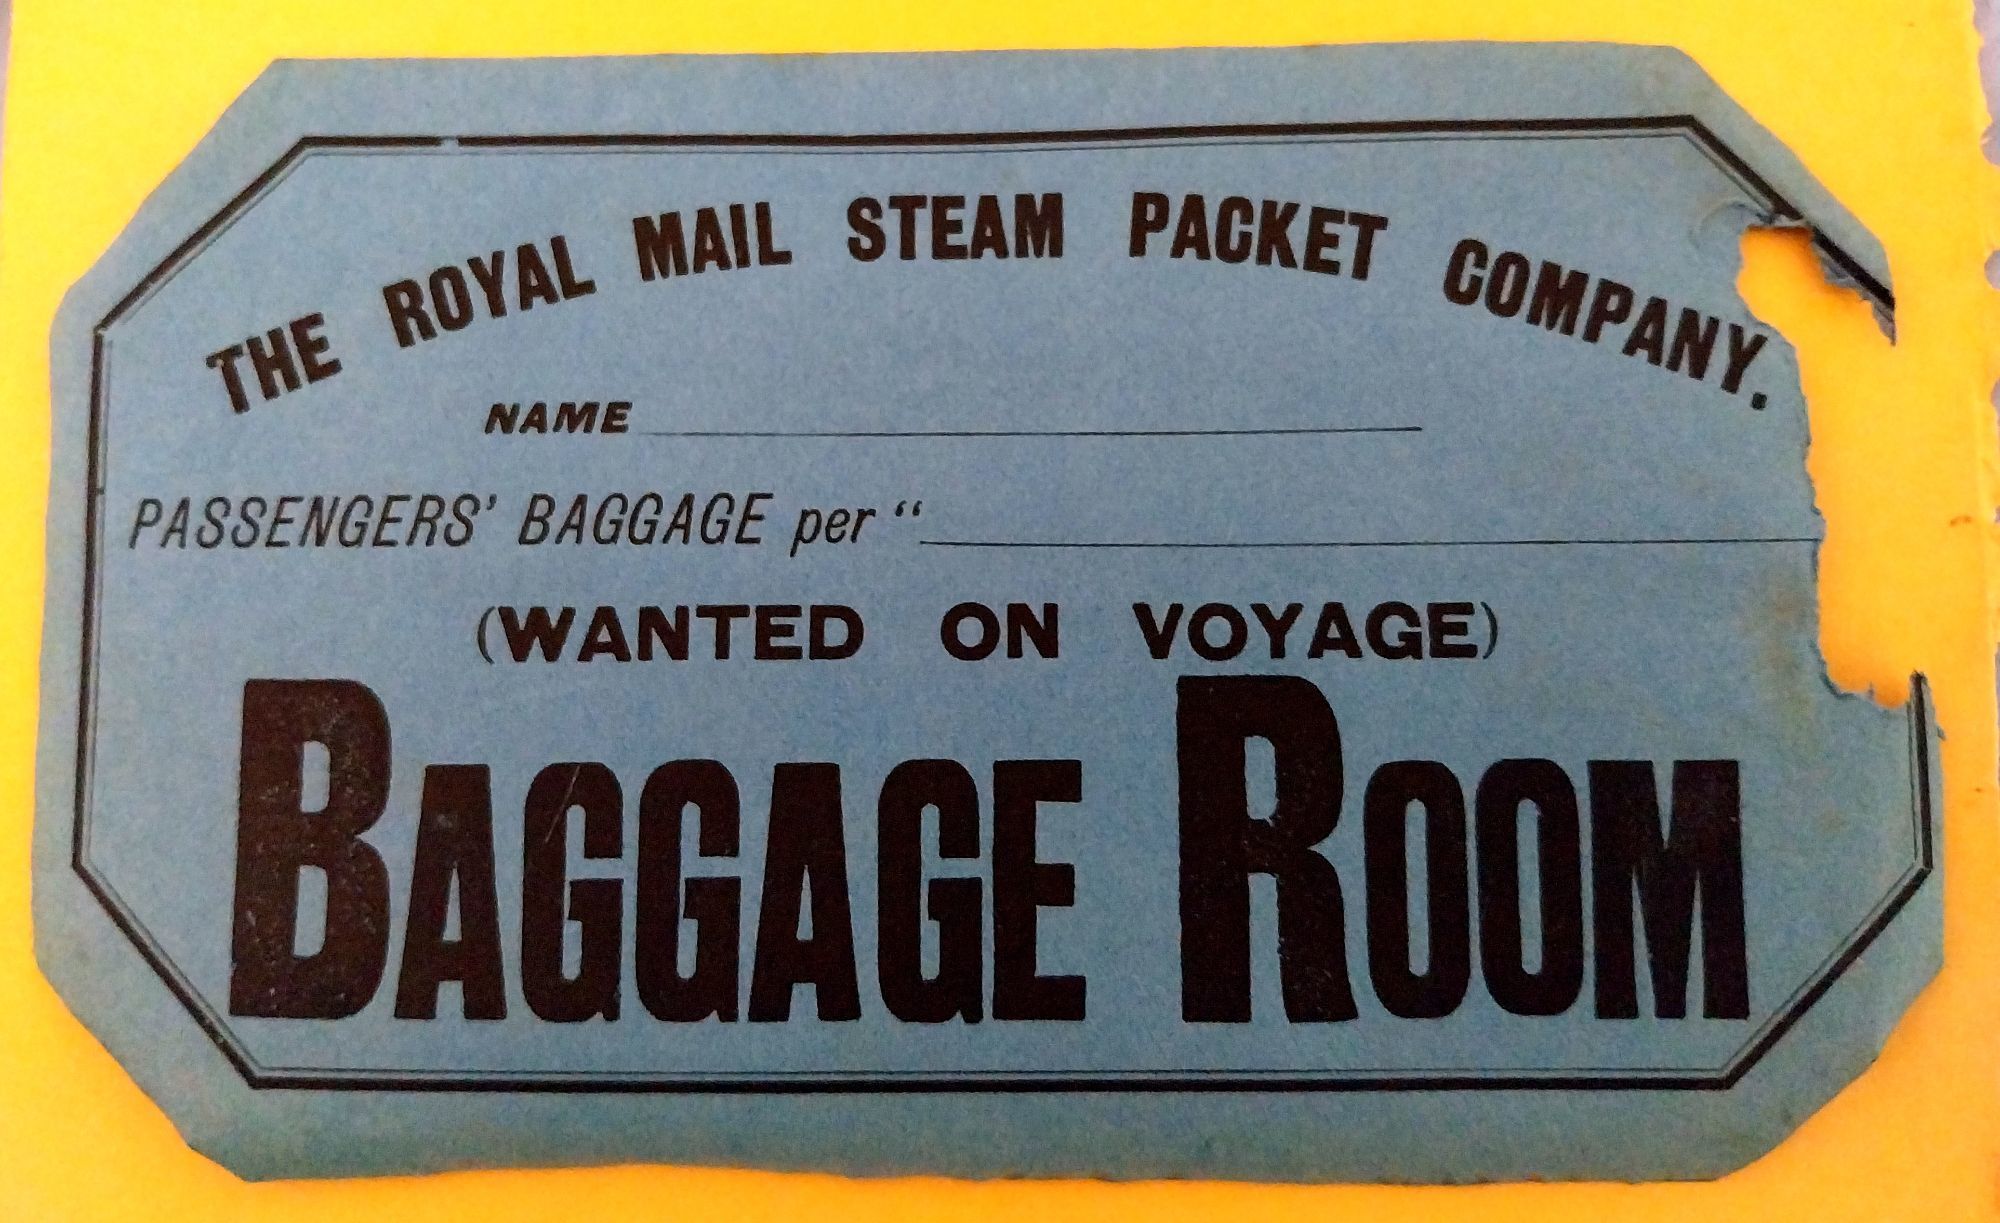 THE ROYAL MAIL STEAM PACKET COMPANY.
NAME
PASSENGERS' BAGGAGE per "
(WANTED ON VOYAGE)
BAGGAGE ROOM